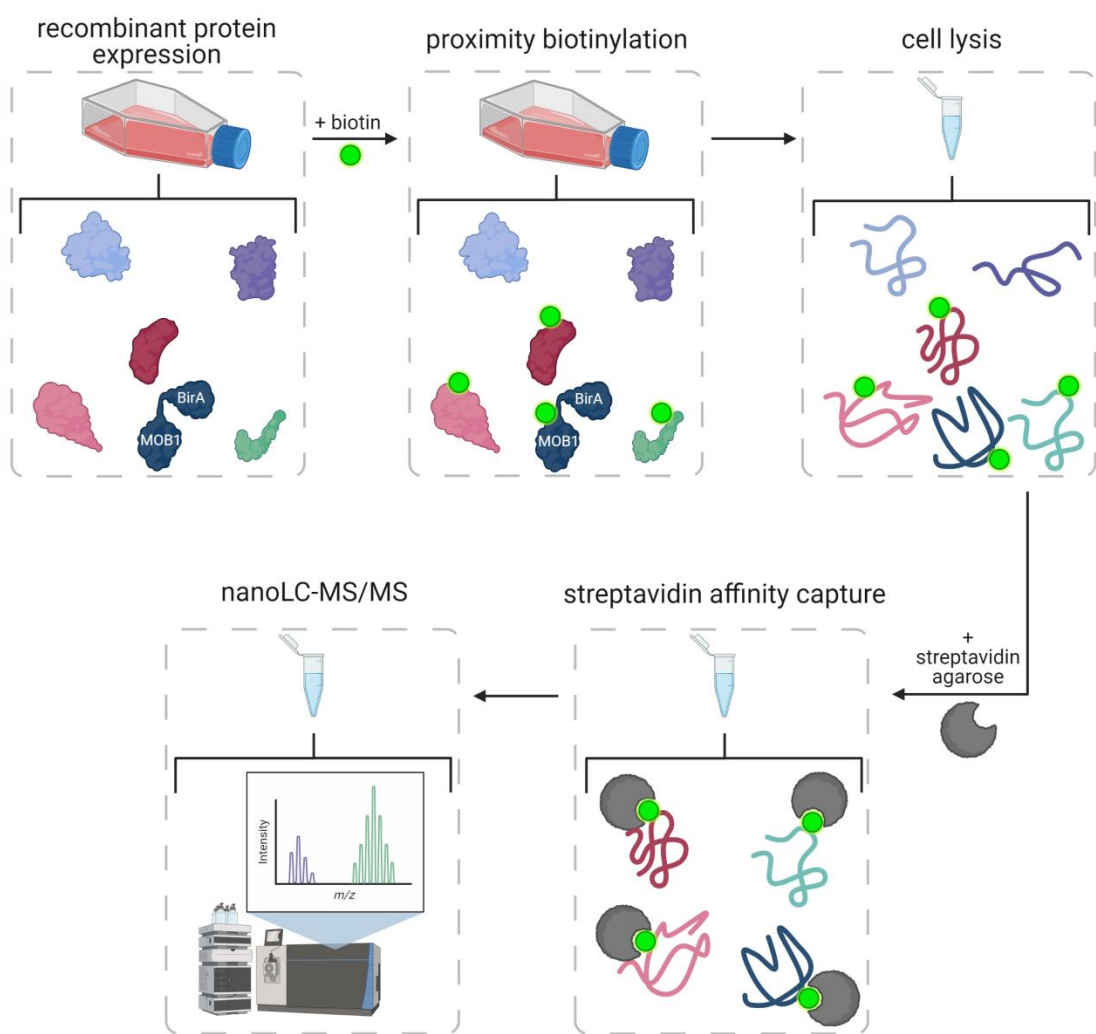 recombinant protein
expression
proximity biotinylation
cell lysis
+ biotin
BirA
MOB1
BirA
MOB1
nanoLC-MS/MS
streptavidin affinity capture
+
streptavidin
agarose
Intensity
m/z